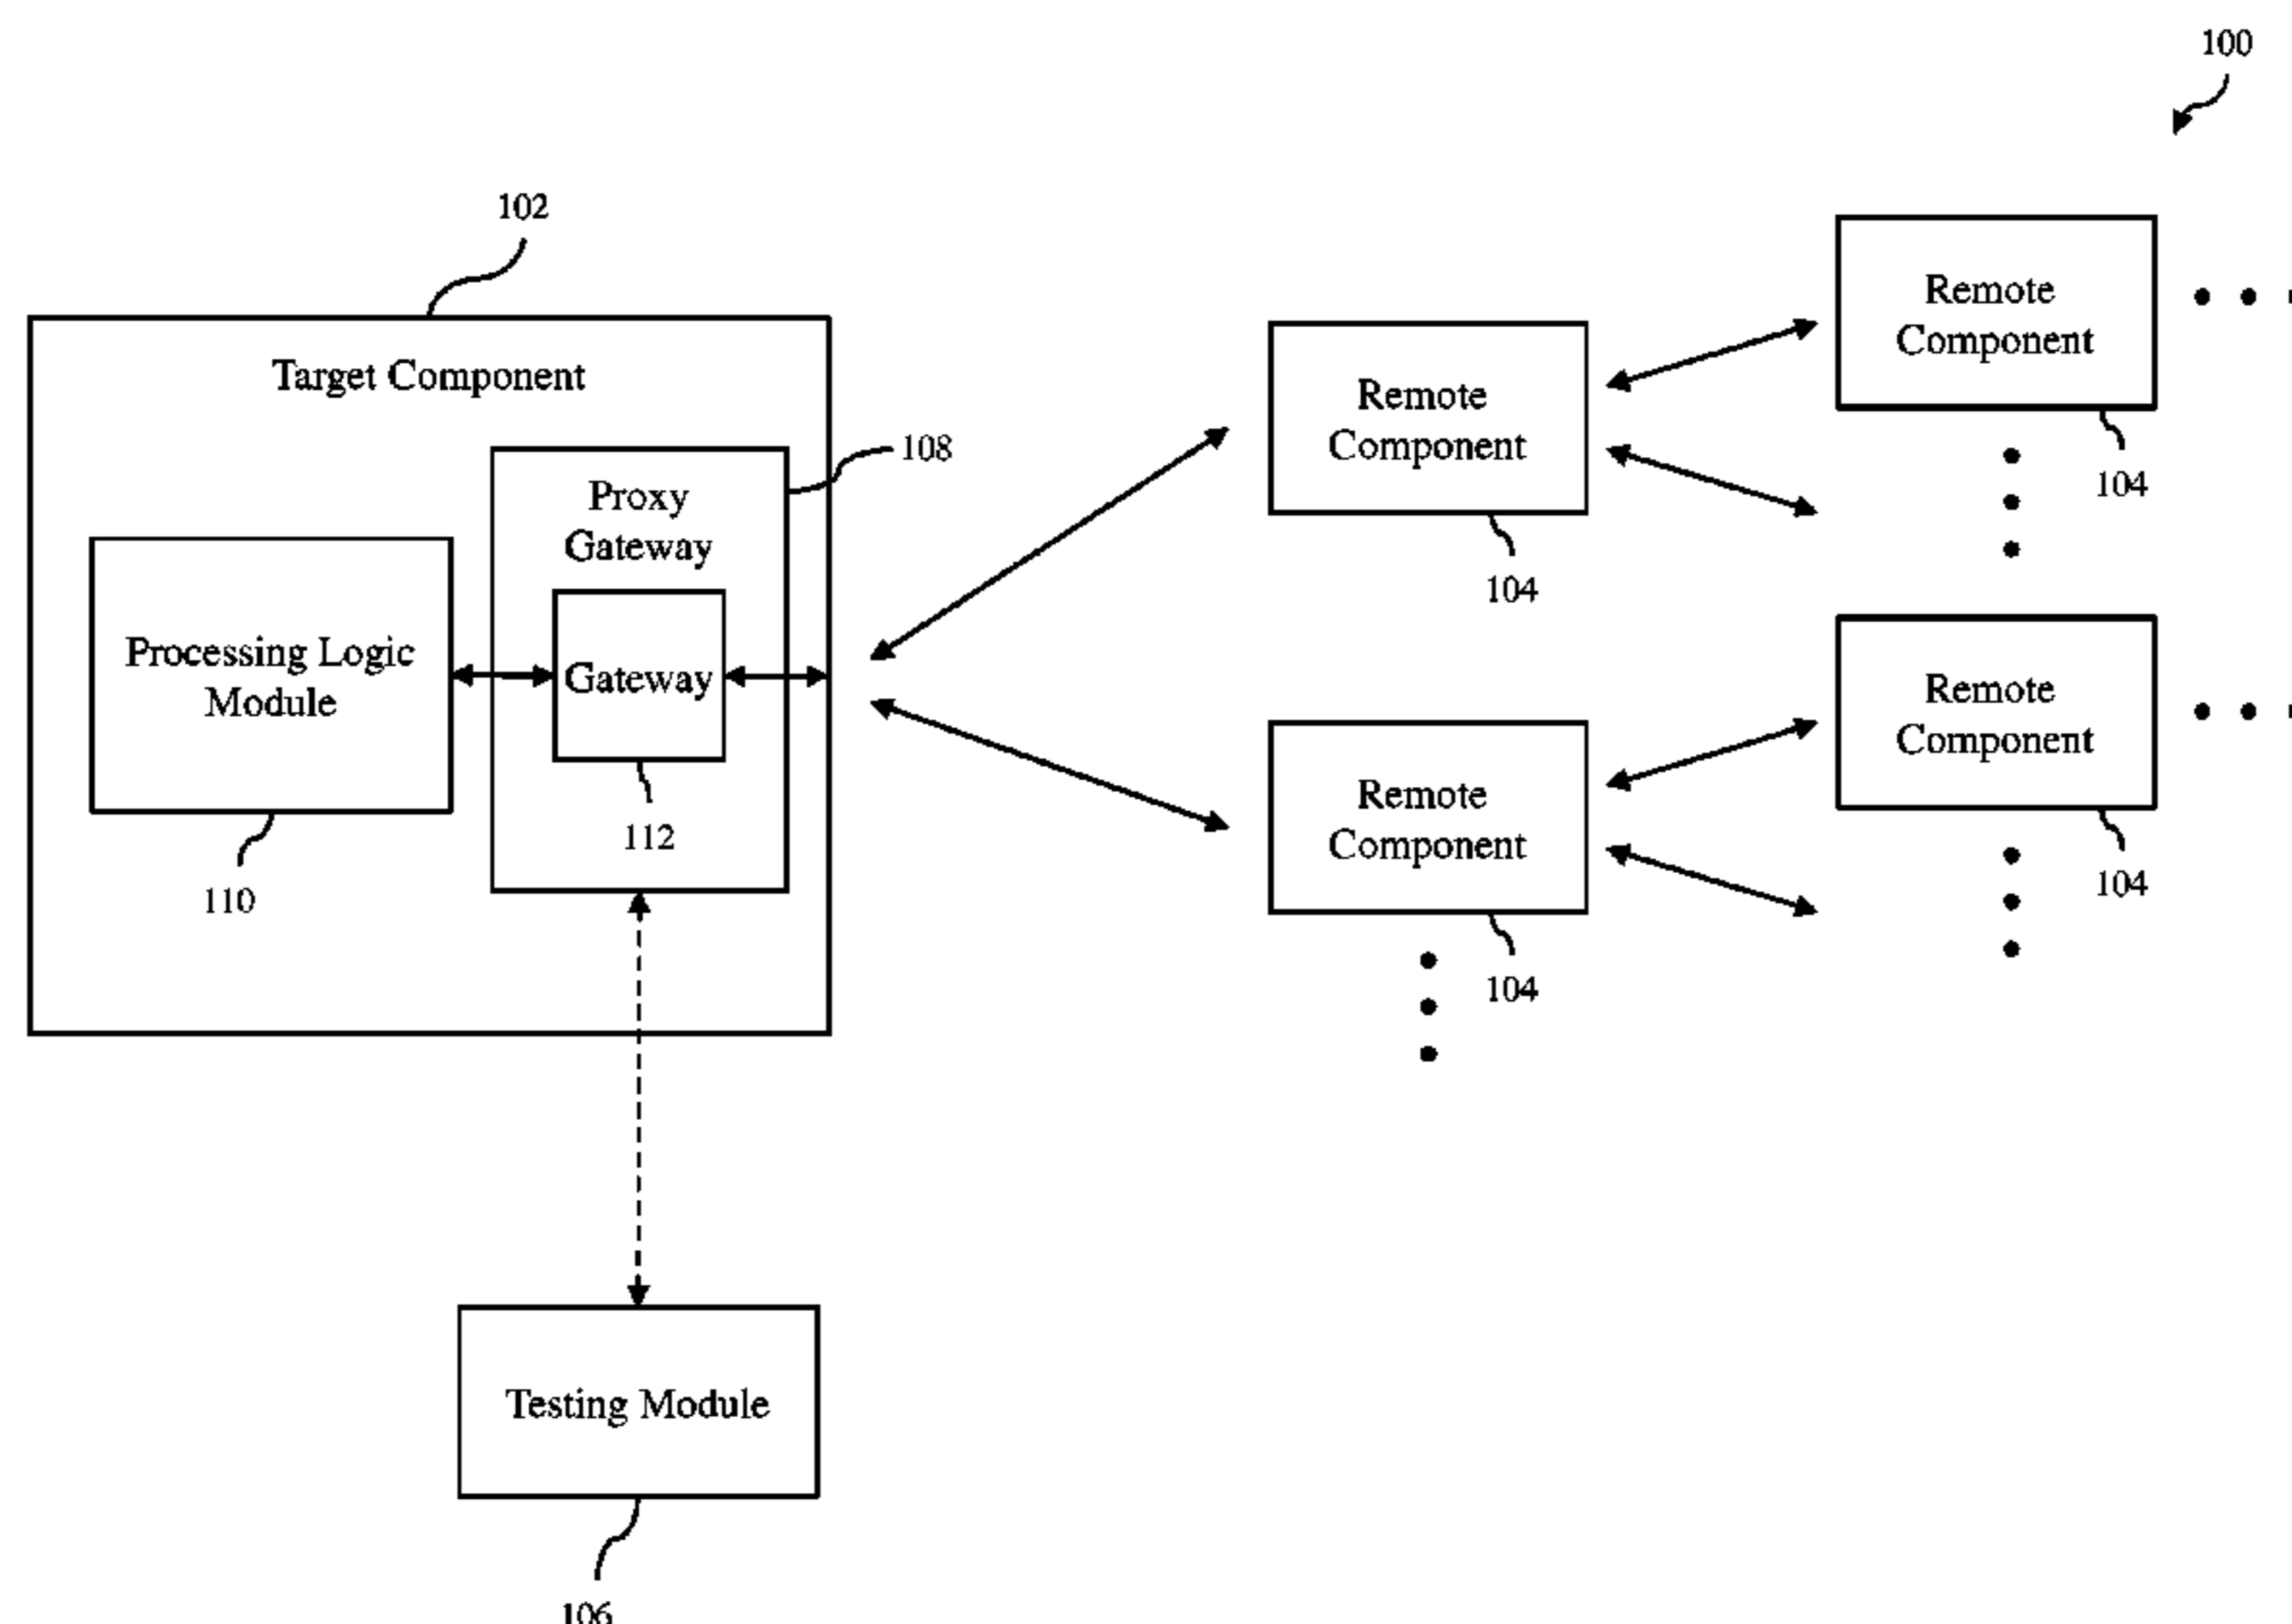 100
102
Target Component
108
Proxy
Gateway
Processing Logic
Module
Gateway
112
110
Remote
Component
104
Remote
Component
104
Remote
Component
104
Remote
Component
104
Testing Module
106